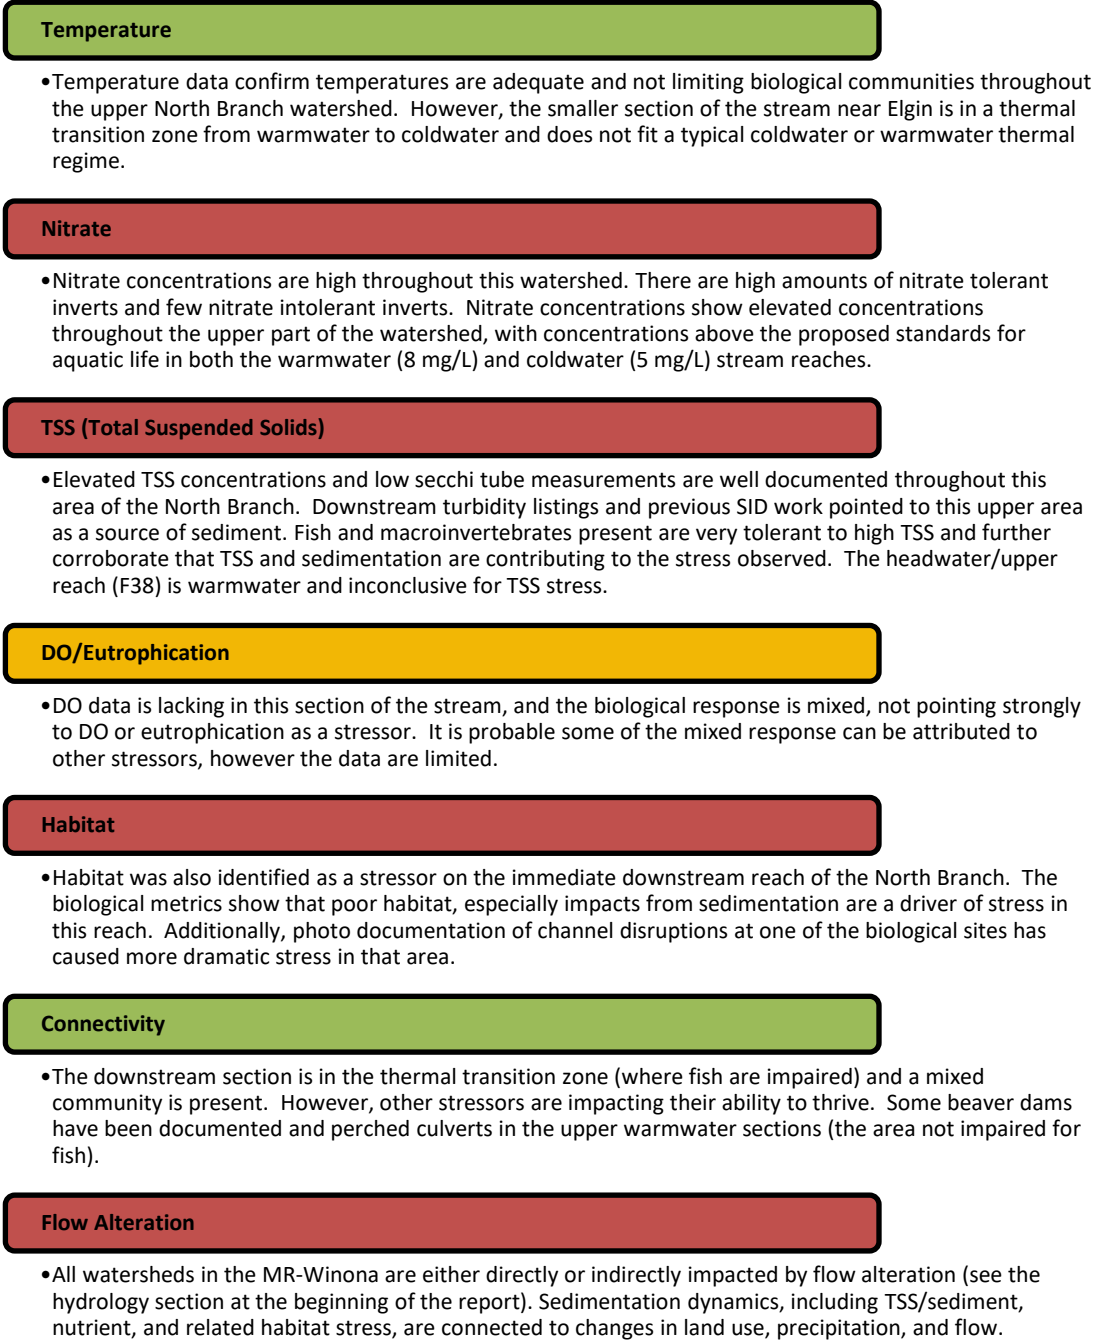 Temperature
•Temperature data confirm temperatures are adequate and not limiting biological communities throughout
the upper North Branch watershed.  However, the smaller section of the stream near Elgin is in a thermal
transition zone from warmwater to coldwater and does not fit a typical coldwater or warmwater thermal
regime.
Nitrate
•Nitrate concentrations are high throughout this watershed. There are high amounts of nitrate tolerant
inverts and few nitrate intolerant inverts.  Nitrate concentrations show elevated concentrations
throughout the upper part of the watershed, with concentrations above the proposed standards for
aquatic life in both the warmwater (8 mg/L) and coldwater (5 mg/L) stream reaches.
TSS (Total Suspended Solids)
•Elevated TSS concentrations and low secchi tube measurements are well documented throughout this
area of the North Branch.  Downstream turbidity listings and previous SID work pointed to this upper area
as a source of sediment. Fish and macroinvertebrates present are very tolerant to high TSS and further
corroborate that TSS and sedimentation are contributing to the stress observed.  The headwater/upper
reach (F38) is warmwater and inconclusive for TSS stress.
DO/Eutrophication
•DO data is lacking in this section of the stream, and the biological response is mixed, not pointing strongly
to DO or eutrophication as a stressor.  It is probable some of the mixed response can be attributed to
other stressors, however the data are limited.
Habitat
•Habitat was also identified as a stressor on the immediate downstream reach of the North Branch.  The
biological metrics show that poor habitat, especially impacts from sedimentation are a driver of stress in
this reach.  Additionally, photo documentation of channel disruptions at one of the biological sites has
caused more dramatic stress in that area.
Connectivity
•The downstream section is in the thermal transition zone (where fish are impaired) and a mixed
community is present.  However, other stressors are impacting their ability to thrive.  Some beaver dams
have been documented and perched culverts in the upper warmwater sections (the area not impaired for
fish).
Flow Alteration
•All watersheds in the MR-Winona are either directly or indirectly impacted by flow alteration (see the
hydrology section at the beginning of the report). Sedimentation dynamics, including TSS/sediment,
nutrient, and related habitat stress, are connected to changes in land use, precipitation, and flow.